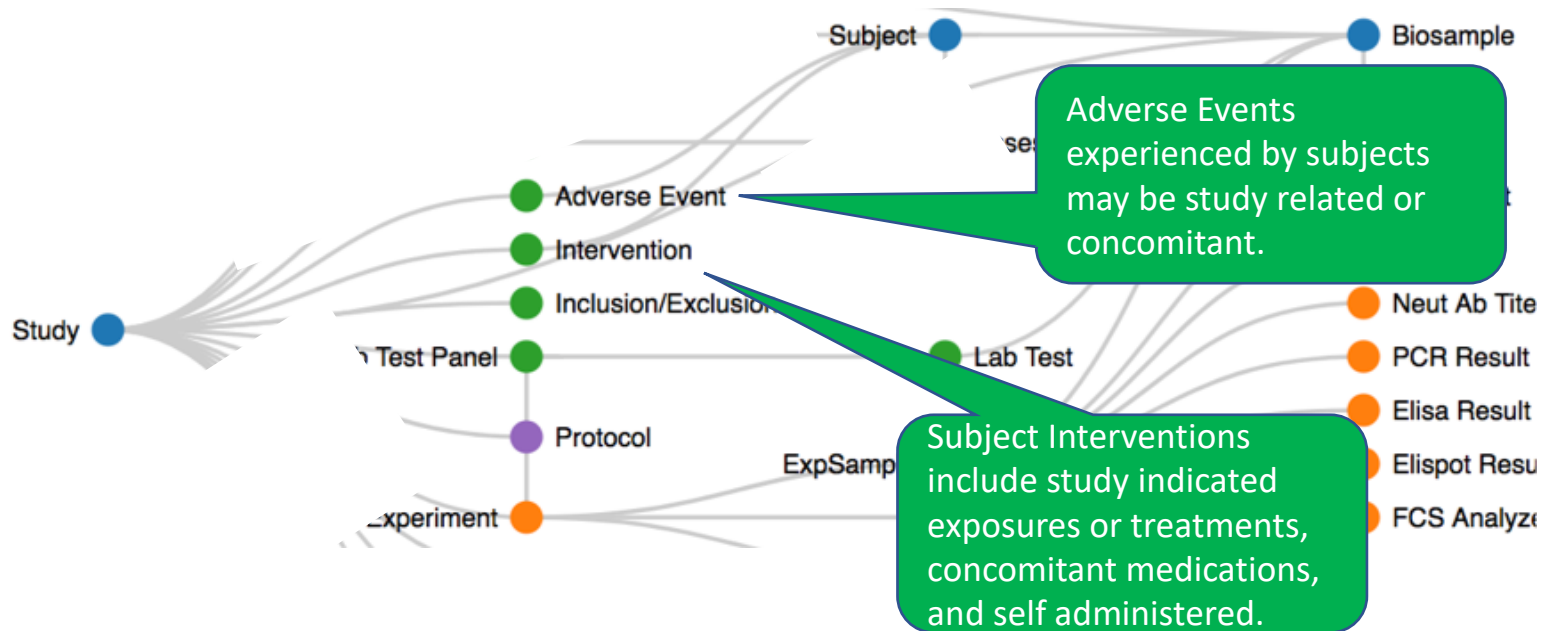 Subject
Biosample
Adverse Events
experienced by subjects
may be study related or
concomitant.
Adverse Event
Intervention
Inclusion/Exclusion
Study
Neut Ab Tite
Test Panel
Lab Test
PCR Result
Elisa Result
Protocol
Subject Interventions
include study indicated
exposures or treatments,
concomitant medications,
and self administered.
ExpSamp
Elispot Resu
Experiment
FCS Analyze